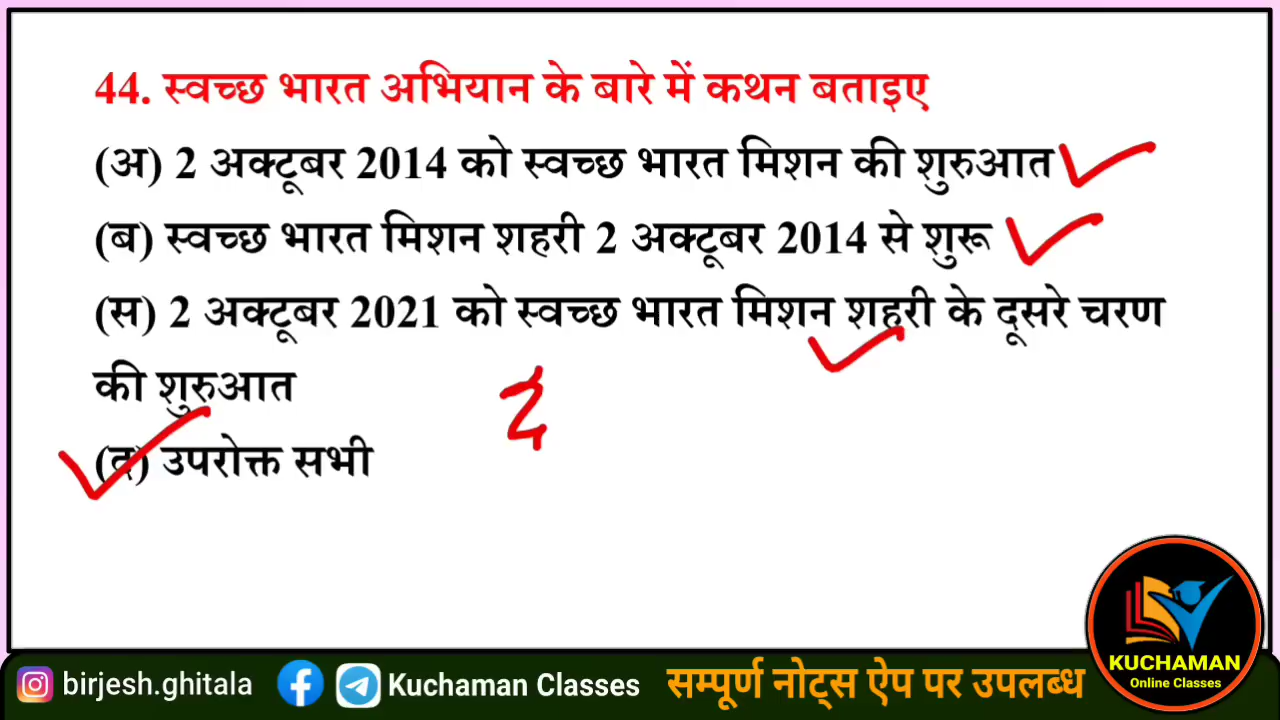 44. स्वच्छ भारत अभियान के बारे में कथन बताइए
(अ) 2 अक्टूबर 2014 को स्वच्छ भारत मिशन की शुरुआत
(ब) स्वच्छ भारत मिशन शहरी 2 अक्टूबर 2014 से शुरू
(स) 2 अक्टूबर 2021 को स्वच्छ भारत मिशन शहरी के दूसरे चरण
की शुरुआत
(द) उपरोक्त सभी
KUCHAMAN
Online Classes
birjesh.ghitala Kuchaman Classes सम्पूर्ण नोट्स ऐप पर उपलब्ध